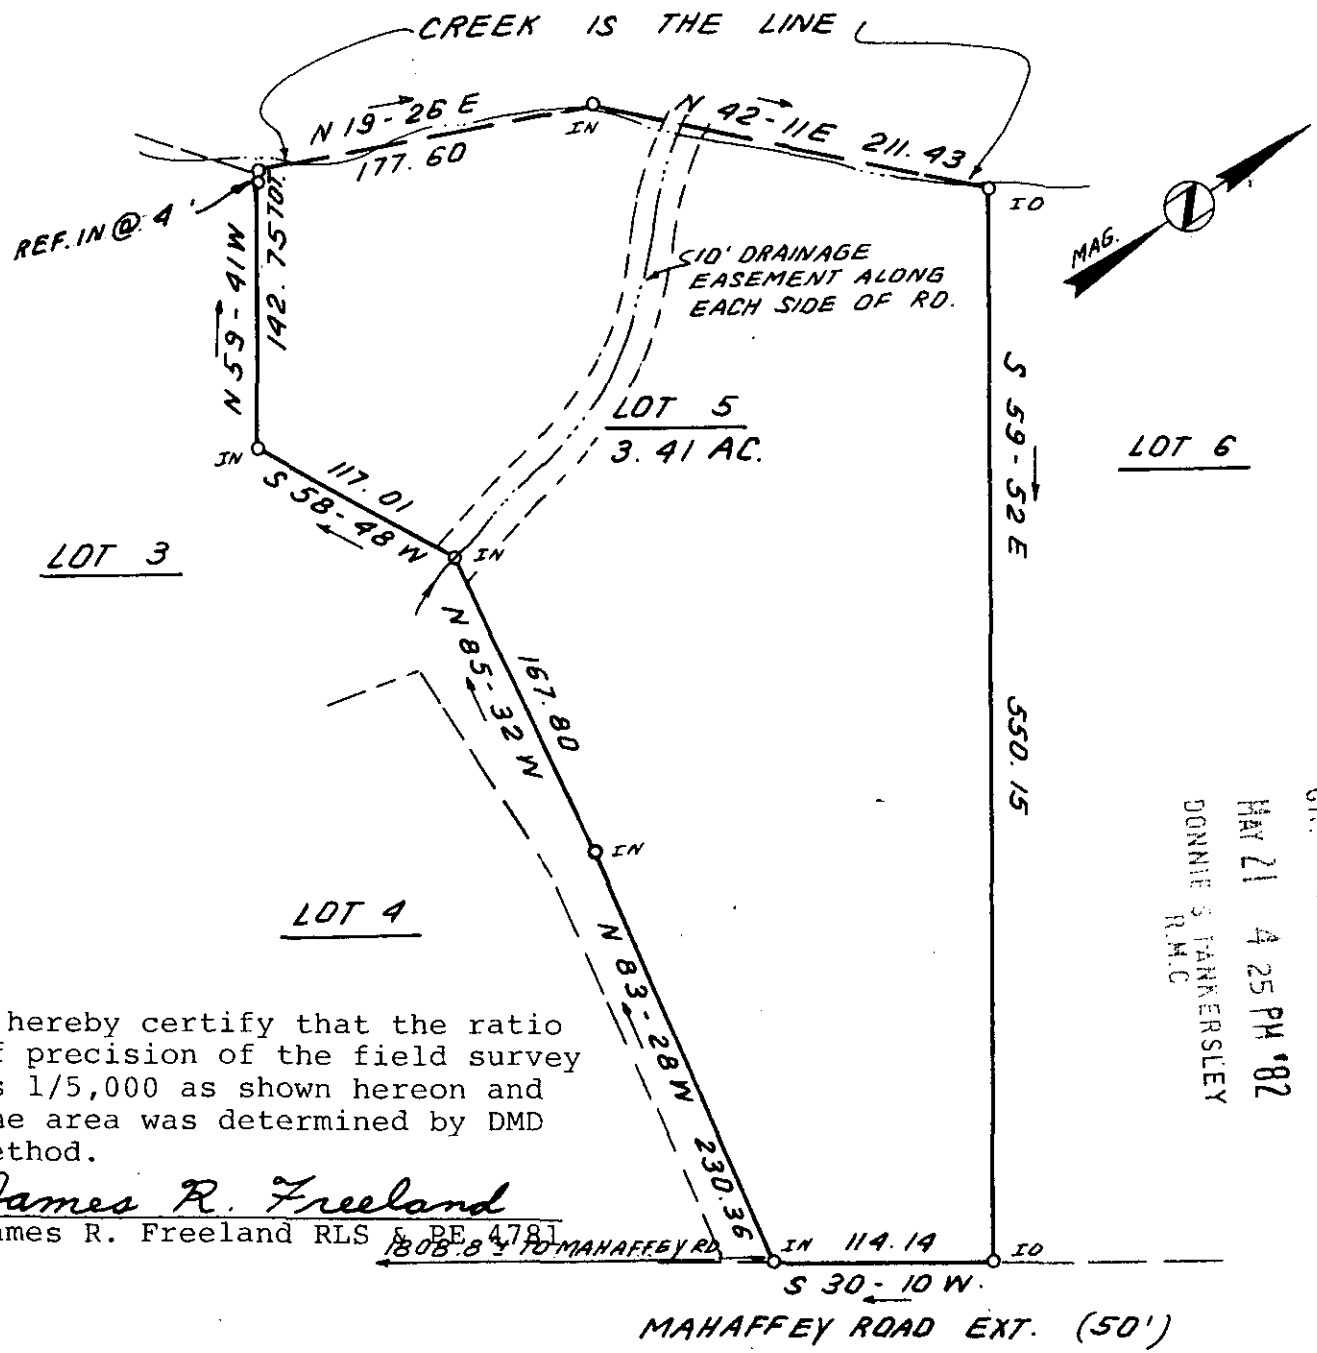 CREEK IS THE LINE
N 19-26 E
177.60
IN
N 42-11 E 211.43
IO
REF. IN @ 4'
N 59-41 W
142.75 TOT.
MAG.
10' DRAINAGE
EASEMENT ALONG
EACH SIDE OF RD.
LOT 5
3.41 AC.
S 59-52 E
550.15
LOT 6
IN
117.01
S 58-48 W
IN
LOT 3
N 85-32 W
167.80
IN
LOT 4
N 83-28 W 230.36
MAY 21 4 25 PM '82
DONNIE S TANKERSLEY
R.M.C
hereby certify that the ratio
f precision of the field survey
s 1/5,000 as shown hereon and
he area was determined by DMD
ethod.
James R. Freeland
ames R. Freeland RLS & PE 4781
1808.8 ± TO MAHAFFEY RD
IN
114.14
IO
S 30-10 W.
MAHAFFEY ROAD EXT. (50')